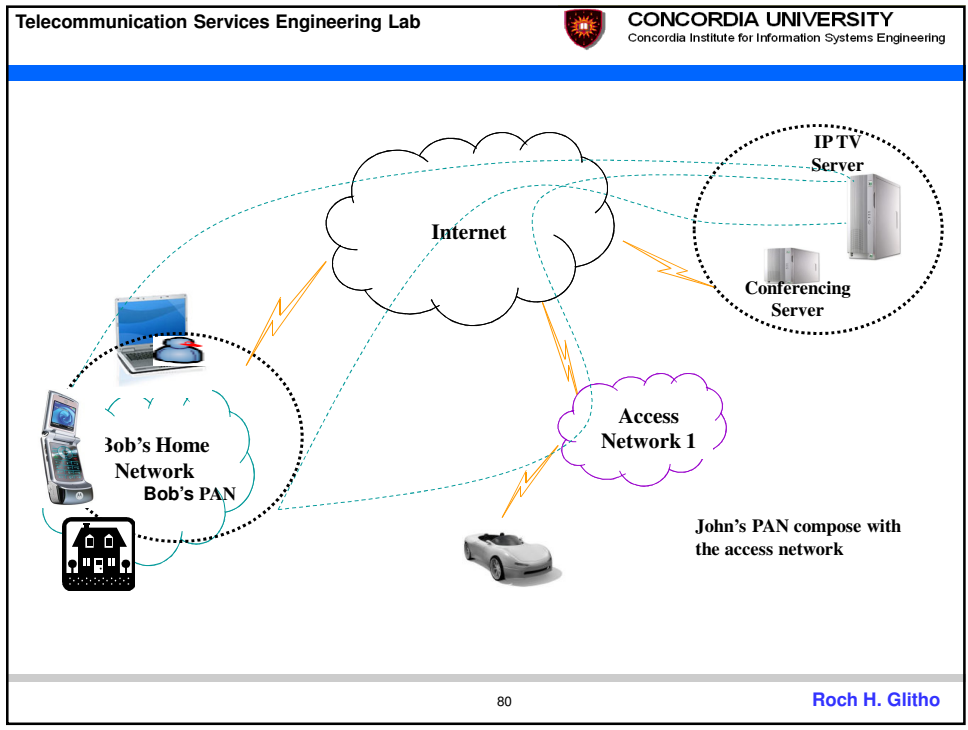 Telecommunication Services Engineering Lab
CONCORDIA UNIVERSITY
Concordia Institute for Information Systems Engineering
IP TV
Server
Internet
Conferencing
Server
Access
Network 1
Bob's Home
Network
Bob's PAN
John's PAN compose with
the access network
80
Roch H. Glitho